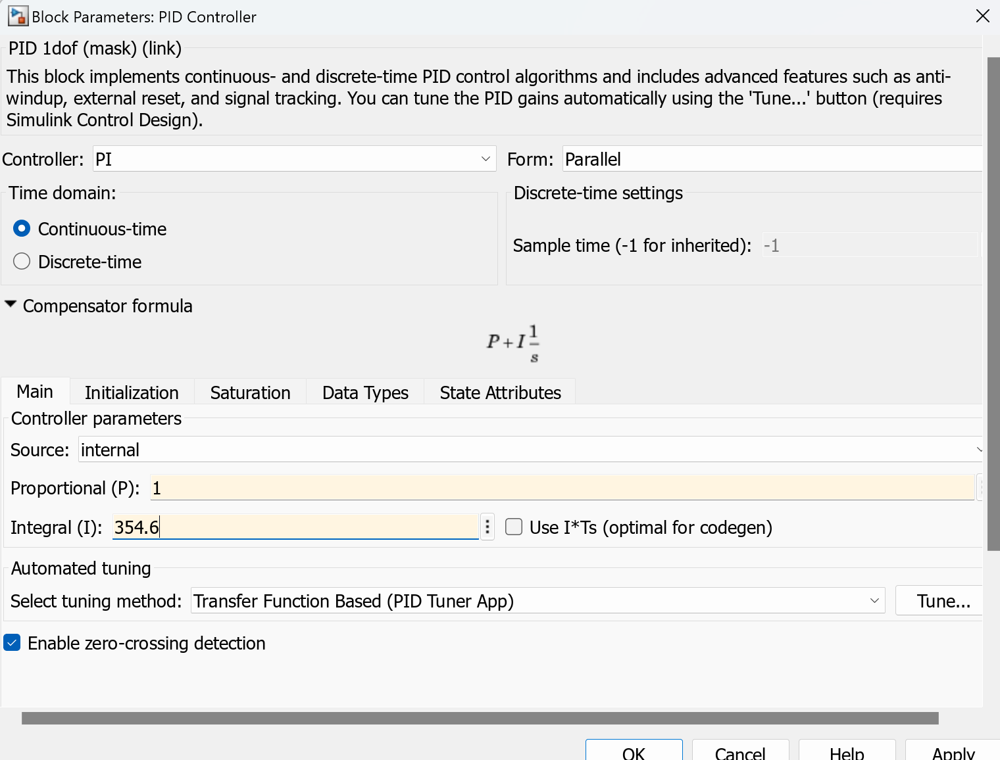 Block Parameters: PID Controller
PID 1dof (mask) (link)
This block implements continuous- and discrete-time PID control algorithms and includes advanced features such as anti-
windup, external reset, and signal tracking. You can tune the PID gains automatically using the 'Tune...' button (requires
Simulink Control Design).
Controller: PI Form: Parallel
Time domain: Discrete-time settings
Continuous-time
Sample time (-1 for inherited): -1
Discrete-time
Compensator formula
P + I 1/s
Main Initialization Saturation Data Types State Attributes
Controller parameters
Source: internal
Proportional (P): 1
Integral (I): 354.6 Use I*Ts (optimal for codegen)
Automated tuning
Select tuning method: Transfer Function Based (PID Tuner App) Tune...
Enable zero-crossing detection
OK Cancel Help Apply